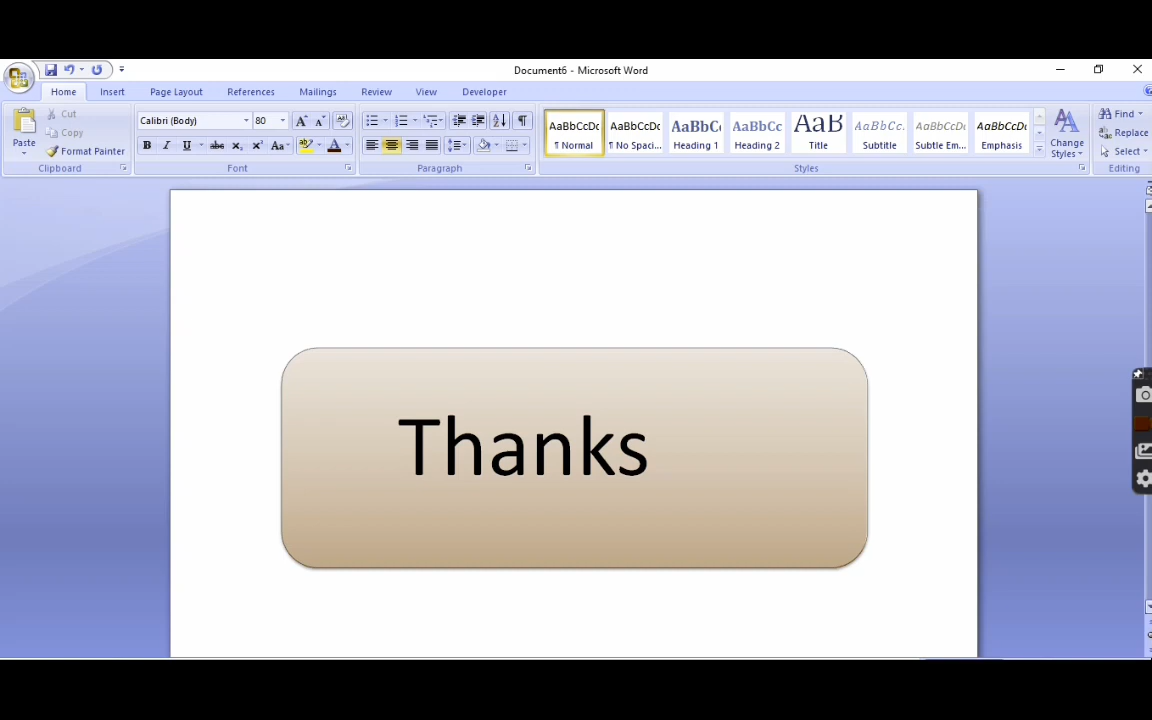 Document6 - Microsoft Word
Home Insert Page Layout References Mailings Review View Developer
Cut
Copy
Format Painter
Paste
Clipboard
Calibri (Body) 80
Font
Paragraph
AaBbCcDc AaBbCcDc AaBbCc AaBbCc AaB AaBbCc. AaBbCcDc AaBbCcDc
¶ Normal ¶ No Spaci... Heading 1 Heading 2 Title Subtitle Subtle Em... Emphasis
Change
Styles
Styles
Find
Replace
Select
Editing
Thanks